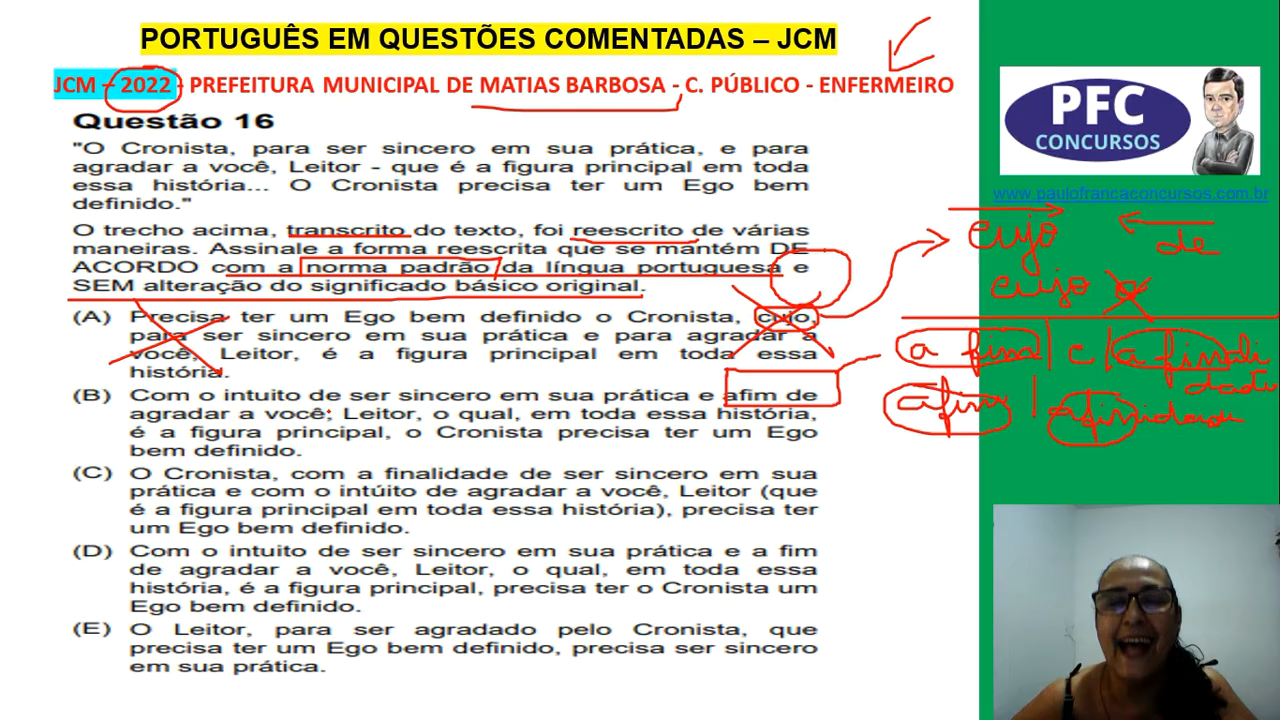 PORTUGUÊS EM QUESTÕES COMENTADAS – JCM
JCM – 2022 - PREFEITURA MUNICIPAL DE MATIAS BARBOSA - C. PÚBLICO - ENFERMEIRO
Questão 16
"O Cronista, para ser sincero em sua prática, e para
agradar a você, Leitor - que é a figura principal em toda
essa história... O Cronista precisa ter um Ego bem
definido."
O trecho acima, transcrito do texto, foi reescrito de várias
maneiras. Assinale a forma reescrita que se mantém DE
ACORDO com a norma padrão da língua portuguesa e
SEM alteração do significado básico original.
(A) Precisa ter um Ego bem definido o Cronista, cujo,
para ser sincero em sua prática e para agradar a
você, Leitor, é a figura principal em toda essa
história.
(B) Com o intuito de ser sincero em sua prática e afim de
agradar a você; Leitor, o qual, em toda essa história,
é a figura principal, o Cronista precisa ter um Ego
bem definido.
(C) O Cronista, com a finalidade de ser sincero em sua
prática e com o intúito de agradar a você, Leitor (que
é a figura principal em toda essa história), precisa ter
um Ego bem definido.
(D) Com o intuito de ser sincero em sua prática e a fim
de agradar a você, Leitor, o qual, em toda essa
história, é a figura principal, precisa ter o Cronista um
Ego bem definido.
(E) O Leitor, para ser agradado pelo Cronista, que
precisa ter um Ego bem definido, precisa ser sincero
em sua prática.
PFC
CONCURSOS
www.paulofrancaconcursos.com.br
cujo de
cujo o
a fim | c/ a finali
dade
afim | afinidade